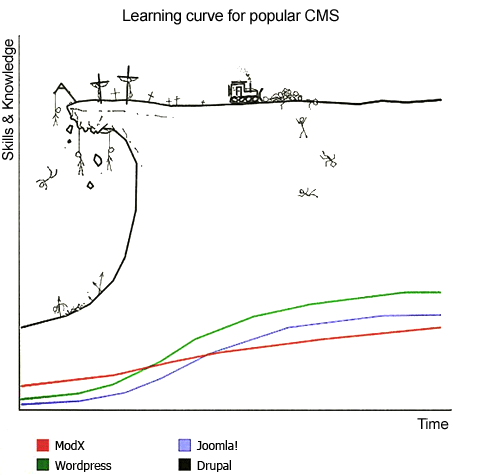 Learning curve for popular CMS
Skills & Knowledge
Time
ModX
Joomla!
Wordpress
Drupal